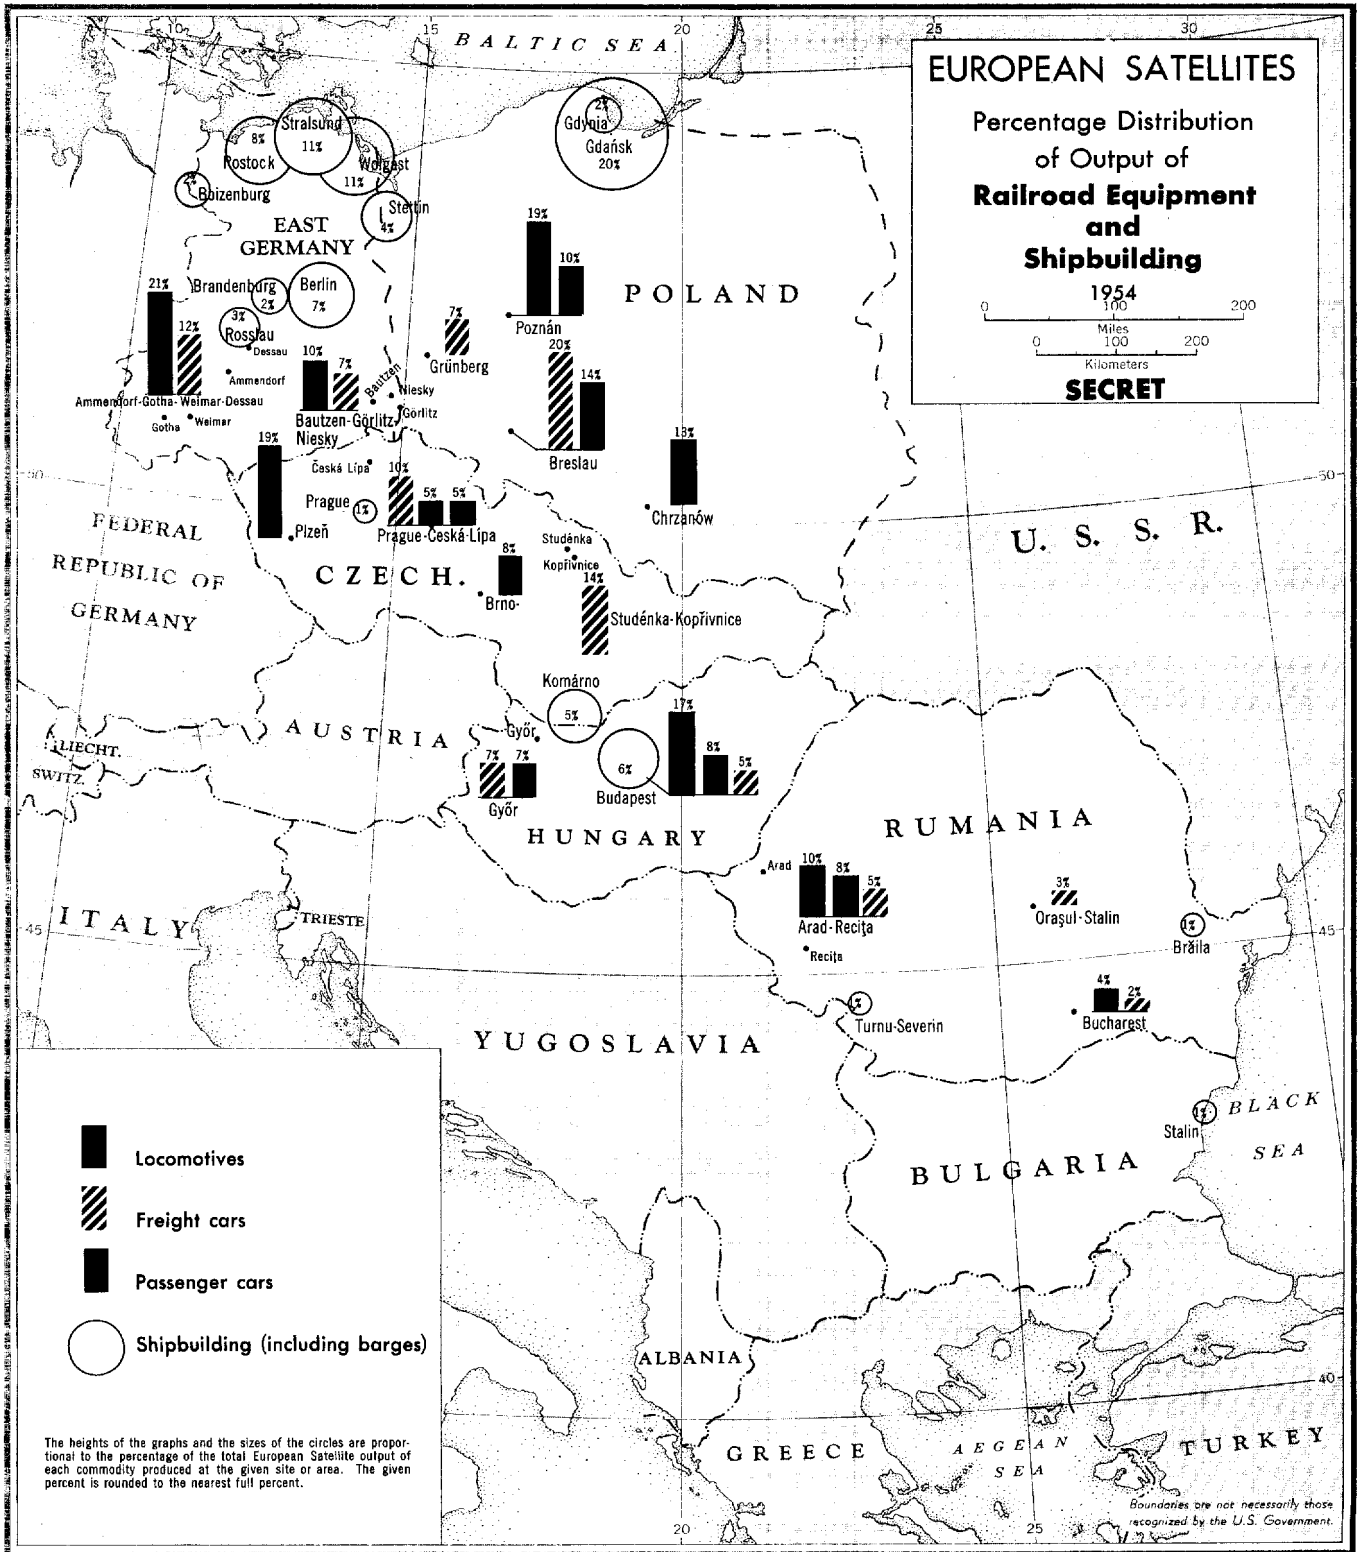 10
15
20
25
30
BALTIC SEA
EUROPEAN SATELLITES
Percentage Distribution
of Output of
Railroad Equipment
and
Shipbuilding
1954
0 100 200
Miles
0 100 200
Kilometers
SECRET
2%
Gdynia
Gdańsk
20%
8%
Rostock
Stralsund
11%
Wolgast
11%
Boizenburg
Stettin
4%
EAST
GERMANY
19%
10%
Poznań
POLAND
Brandenburg
2%
Berlin
7%
3%
Rosslau
Dessau
Ammendorf
21%
12%
Ammendorf-Gotha-Weimar-Dessau
Gotha
Weimar
10%
7%
Bautzen-Görlitz-
Niesky
Bautzen
Niesky
Görlitz
7%
Grünberg
20%
14%
Breslau
13%
Chrzanów
19%
Plzeň
Česká Lípa
Prague
1%
10%
5%
5%
Prague-Česká-Lípa
50
50
FEDERAL
REPUBLIC OF
GERMANY
U. S. S. R.
CZECH.
8%
Brno-
Studénka
Kopřivnice
14%
Studénka-Kopřivnice
Komárno
5%
AUSTRIA
LIECHT.
SWITZ.
Győr
7%
7%
Győr
6%
Budapest
17%
8%
5%
HUNGARY
RUMANIA
Arad
10%
8%
5%
Arad-Recița
Recița
3%
Orașul-Stalin
1%
Brăila
4%
2%
Bucharest
1%
Turnu-Severin
ITALY
TRIESTE
45
45
YUGOSLAVIA
1%
Stalin
BLACK
SEA
BULGARIA
Locomotives
Freight cars
Passenger cars
Shipbuilding (including barges)
The heights of the graphs and the sizes of the circles are propor-
tional to the percentage of the total European Satellite output of
each commodity produced at the given site or area. The given
percent is rounded to the nearest full percent.
ALBANIA
GREECE
AEGEAN
SEA
TURKEY
40
20
25
Boundaries are not necessarily those
recognized by the U.S. Government.